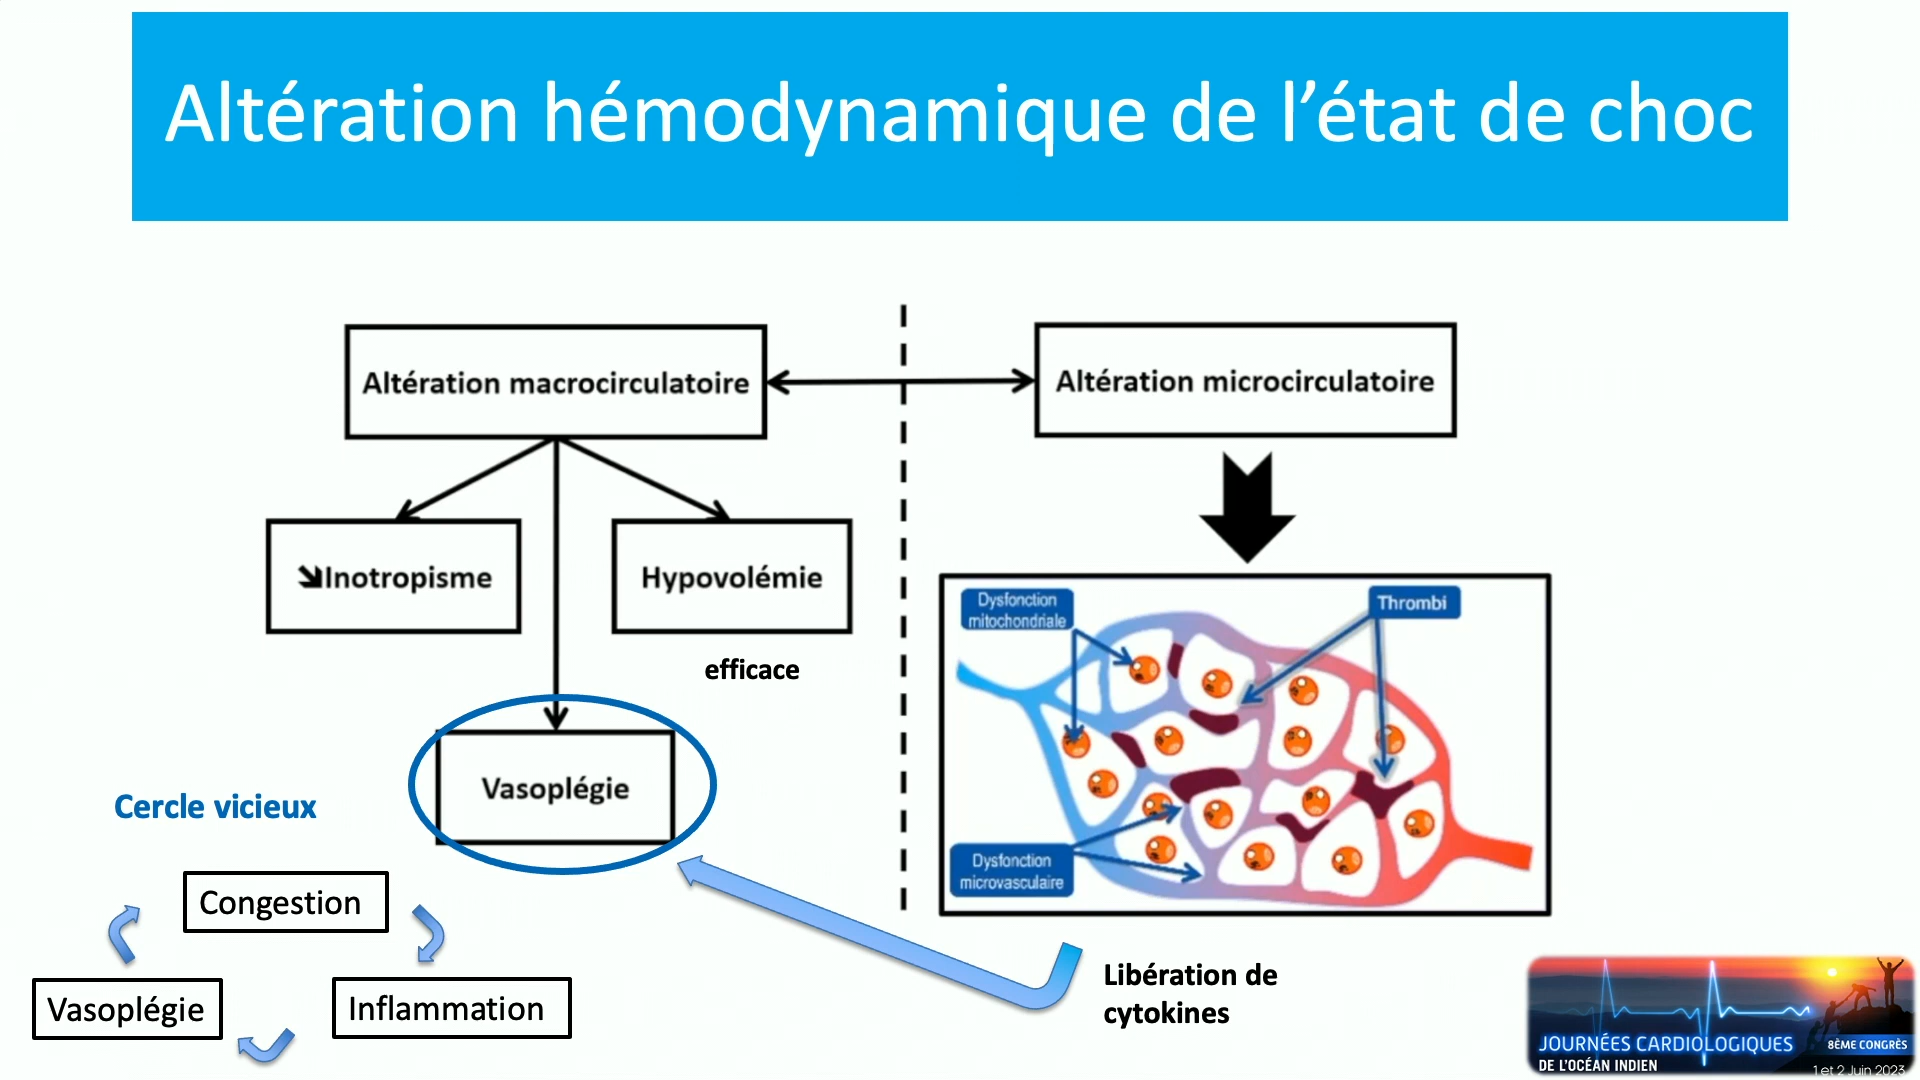 Altération hémodynamique de l’état de choc
Altération macrocirculatoire
Altération microcirculatoire
↘Inotropisme
Hypovolémie
efficace
Vasoplégie
Dysfonction
mitochondriale
Thrombi
Dysfonction
microvasculaire
Cercle vicieux
Congestion
Vasoplégie
Inflammation
Libération de
cytokines
JOURNÉES CARDIOLOGIQUES
DE L’OCÉAN INDIEN
8ÈME CONGRÈS
1 et 2 Juin 2023